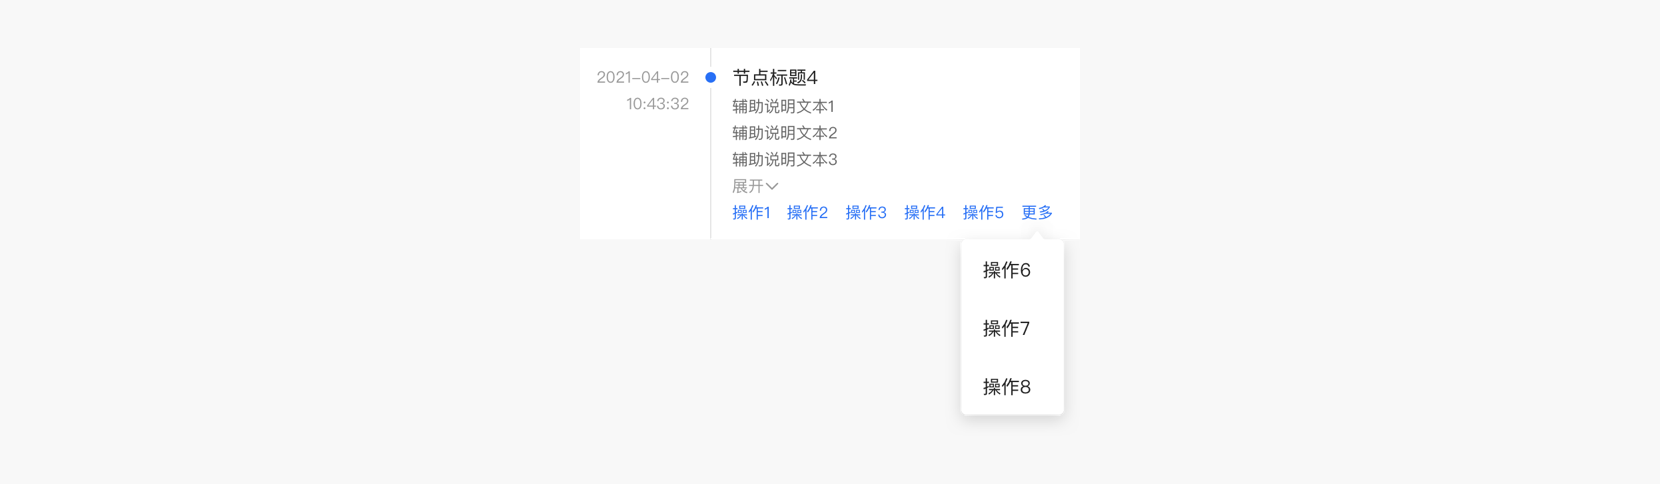 2021-04-02
10:43:32
节点标题4
辅助说明文本1
辅助说明文本2
辅助说明文本3
展开
操作1 操作2 操作3 操作4 操作5 更多
操作6
操作7
操作8